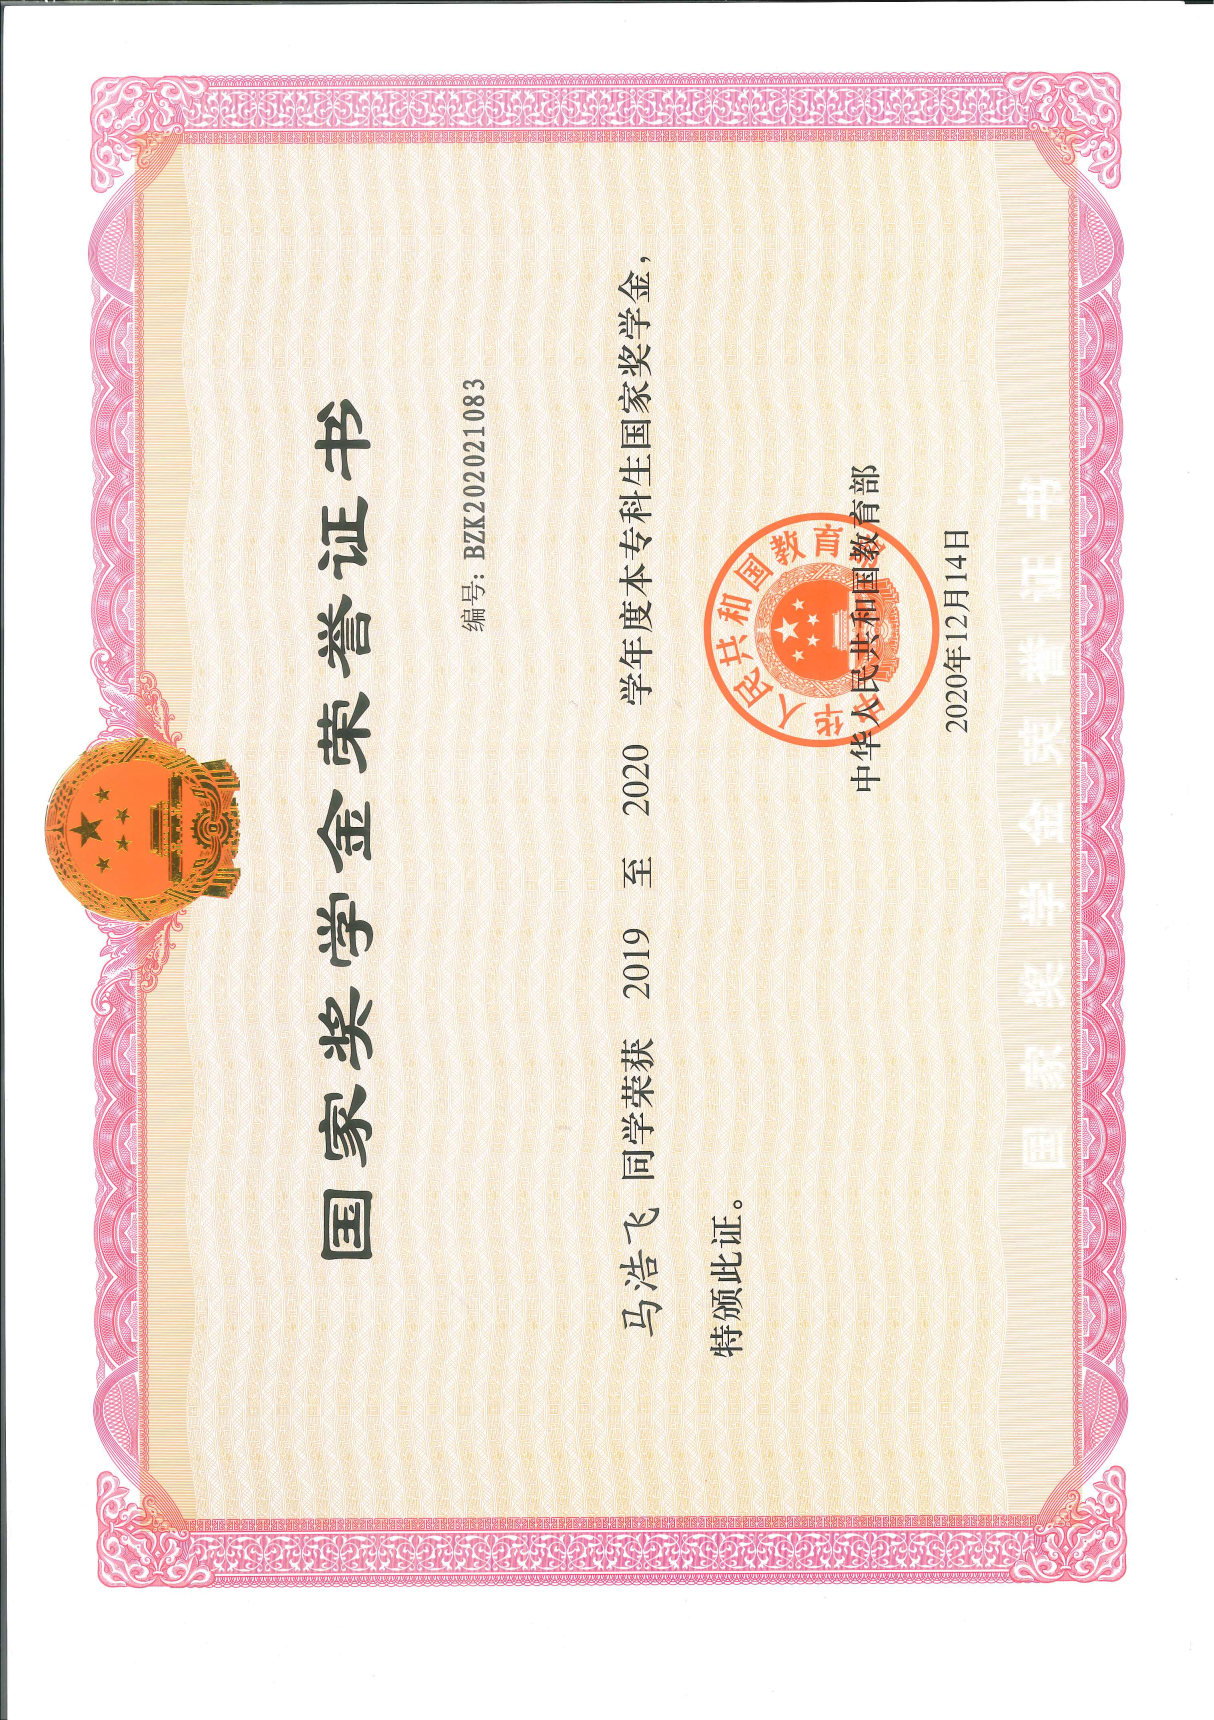 国家奖学金荣誉证书
编号: BZK202021083
马浩飞 同学荣获 2019 至 2020 学年度本专科生国家奖学金，
特颁此证。
中华人民共和国教育部
中华人民共和国教育部
2020年12月14日
国家奖学金荣誉证书